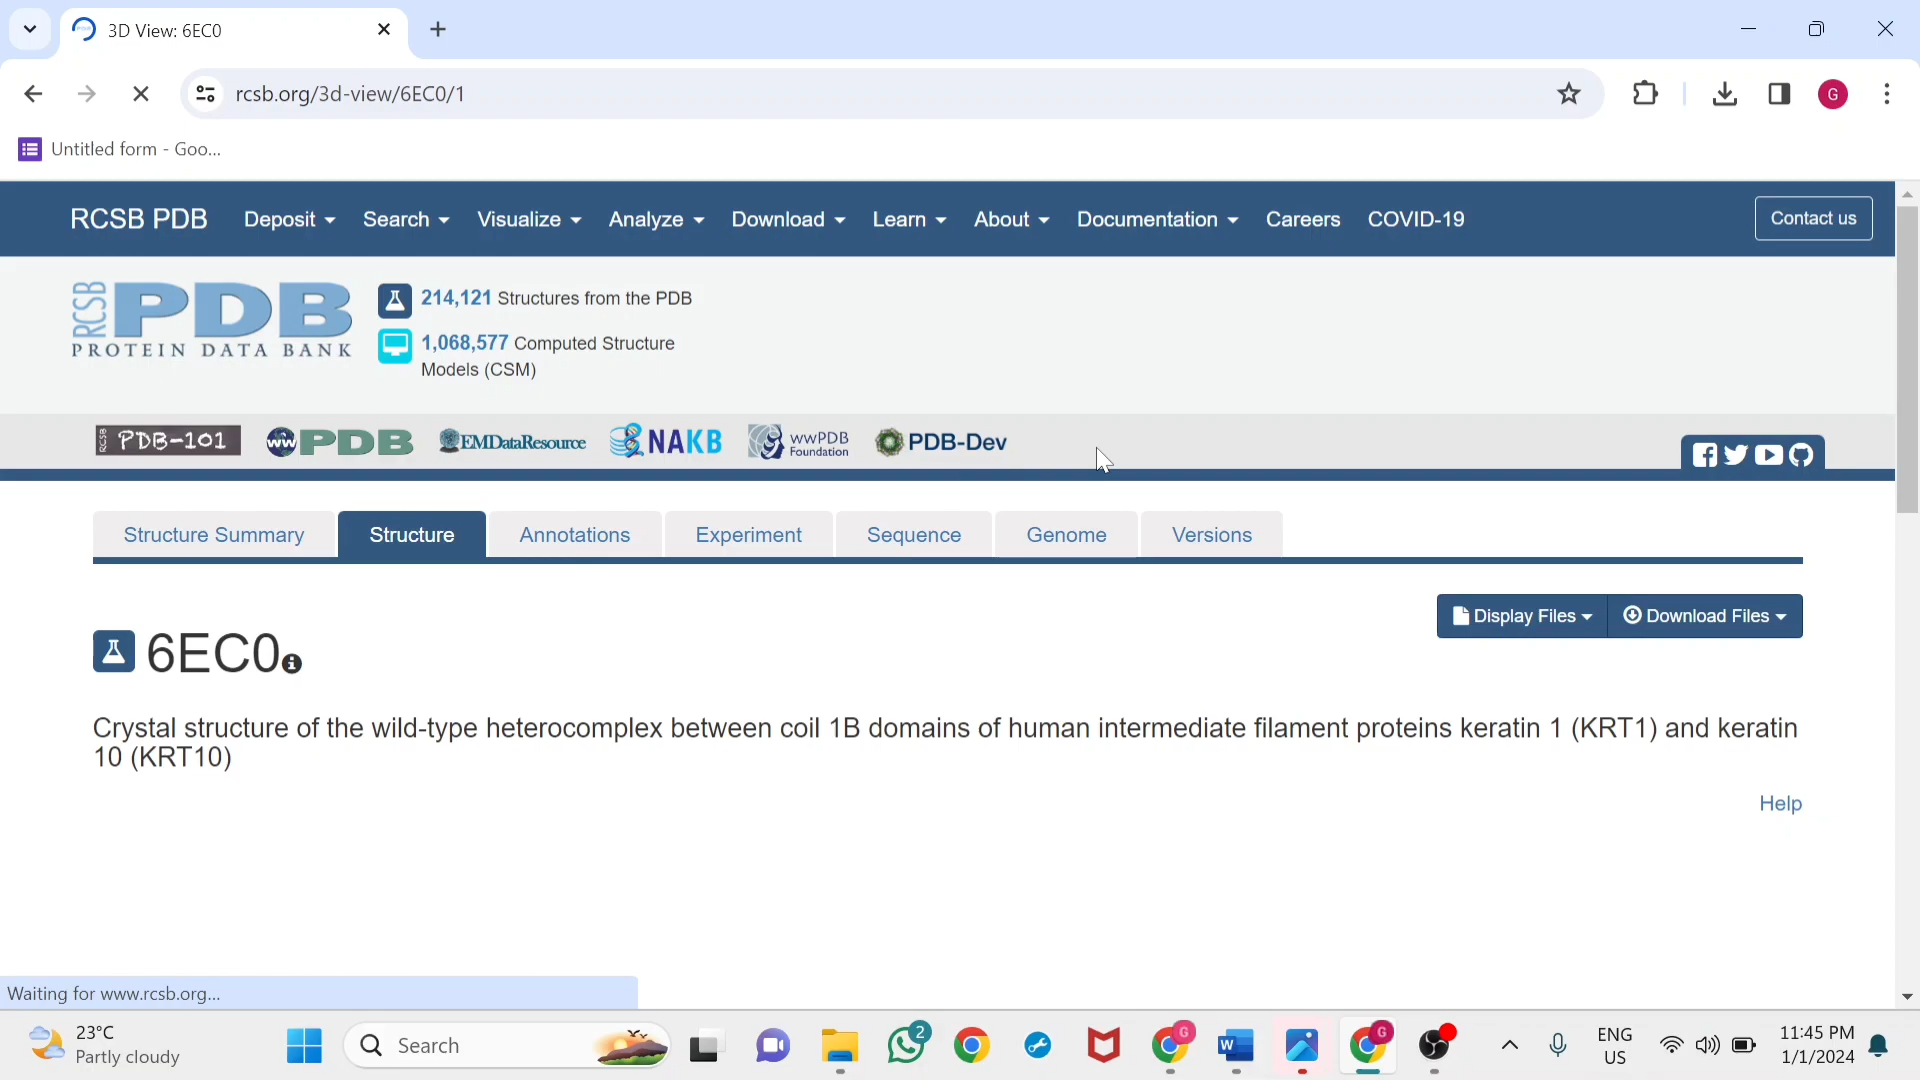 3D View: 6EC0
rcsb.org/3d-view/6EC0/1
G
Untitled form - Goo...
RCSB PDB Deposit Search Visualize Analyze Download Learn About Documentation Careers COVID-19 Contact us
RCSB PDB
PROTEIN DATA BANK
214,121 Structures from the PDB
1,068,577 Computed Structure
Models (CSM)
RCSB PDB-101 WW PDB EMDataResource NAKB wwPDB Foundation PDB-Dev
Structure Summary Structure Annotations Experiment Sequence Genome Versions
Display Files Download Files
6EC0
Crystal structure of the wild-type heterocomplex between coil 1B domains of human intermediate filament proteins keratin 1 (KRT1) and keratin
10 (KRT10)
Help
Waiting for www.rcsb.org...
23°C
Partly cloudy
Search
2
G
W
G
ENG
US
11:45 PM
1/1/2024